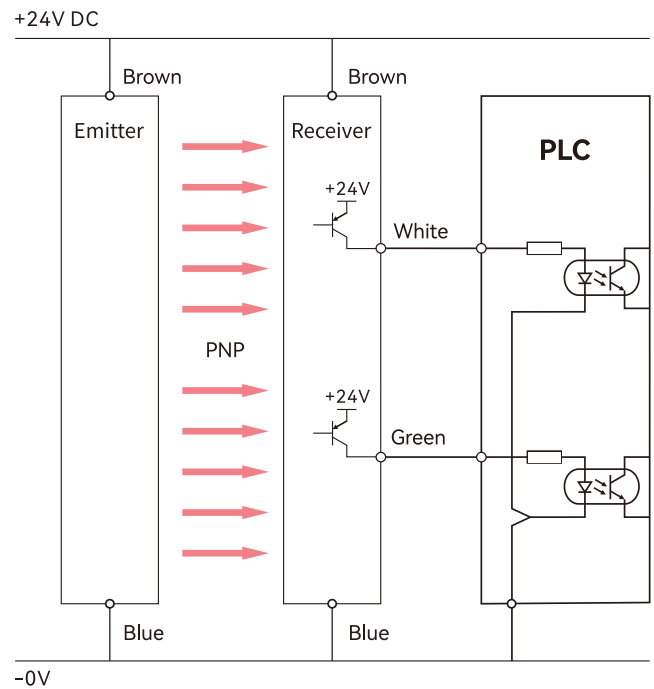 +24V DC
Brown
Brown
Emitter
Receiver
PLC
+24V
White
PNP
+24V
Green
Blue
Blue
-0V